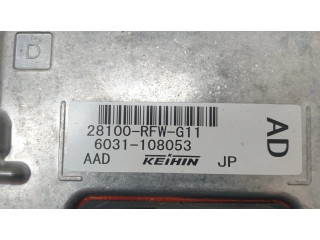 D
28100-RFW-G11
6031-108053
AAD KEIHIN JP
AD